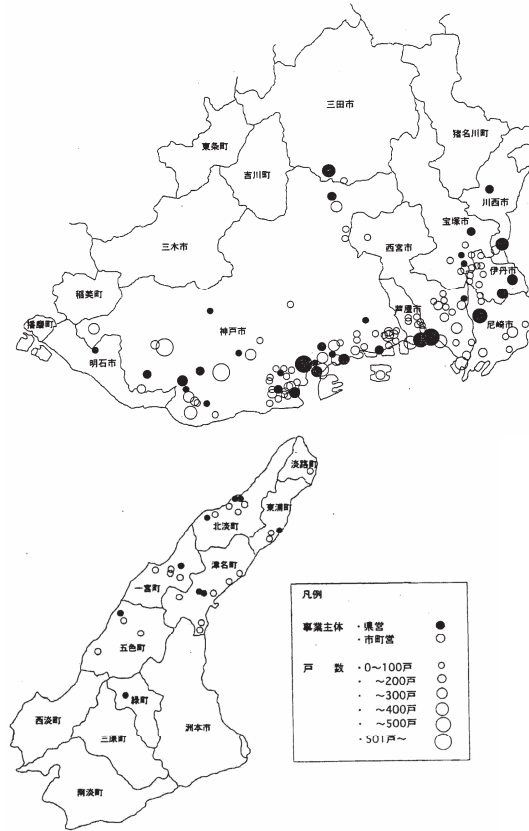 三田市
猪名川町
東条町
吉川町
川西市
宝塚市
三木市
西宮市
伊丹市
稲美町
芦屋市
尼崎市
播磨町
神戸市
明石市
淡路町
東浦町
北淡町
津名町
一宮町
五色町
緑町
西淡町
洲本市
三原町
南淡町
凡例
事業主体 ・県営
・市町営
戸 数 ・0〜100戸
・ 〜200戸
・ 〜300戸
・ 〜400戸
・ 〜500戸
・501戸〜